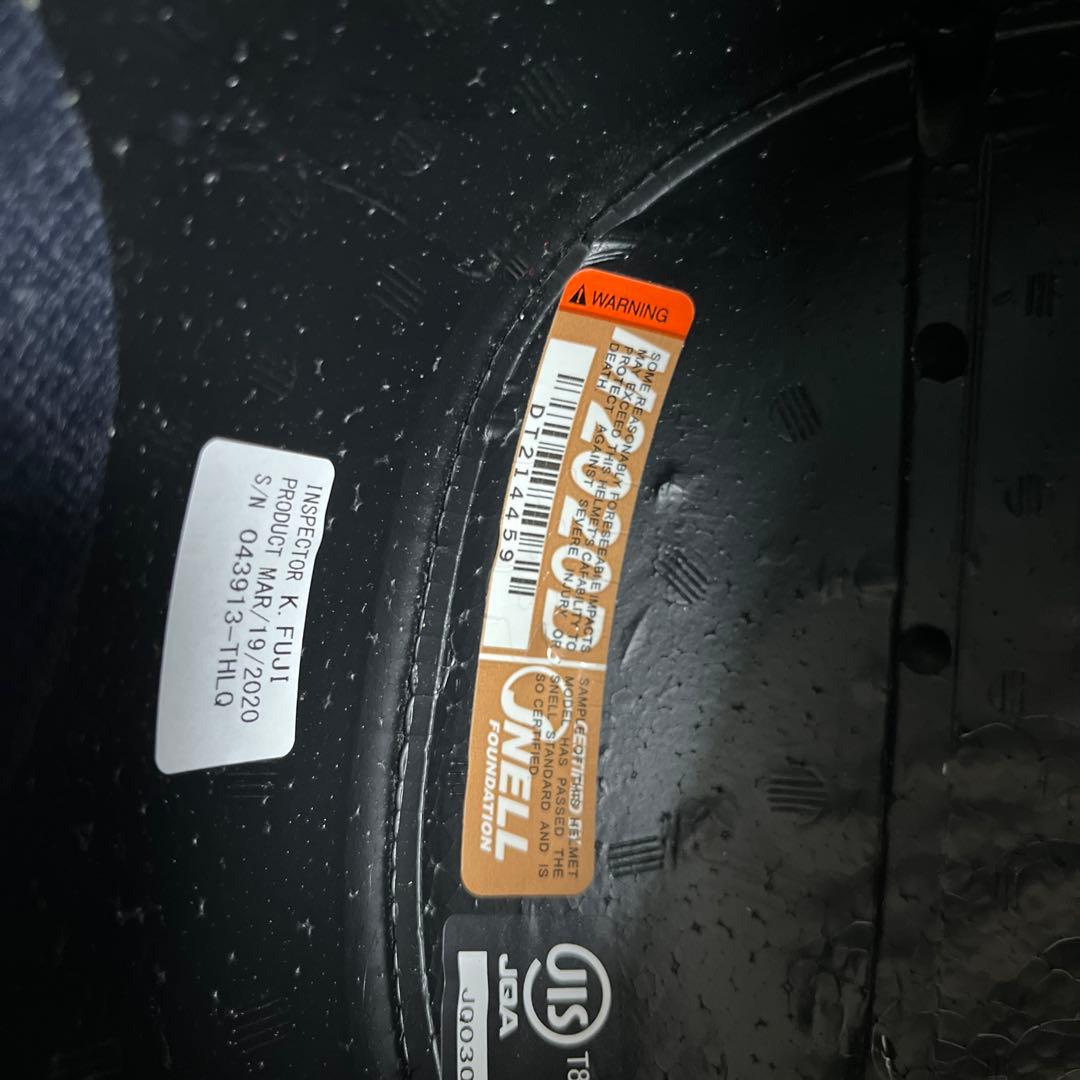 INSPECTOR K. FUJI
PRODUCT MAR/19/2020
S/N 043913-THLQ
WARNING
SOME REASONABLY FORESEEABLE IMPACTS
MAY EXCEED THIS HELMET'S CAPABILITY TO
PROTECT AGAINST SEVERE INJURY OR
DEATH.
M2020D
DT214459
SAMPLE OF THIS HELMET
MODEL HAS PASSED THE
SNELL STANDARD AND IS
SO CERTIFIED
SNELL
FOUNDATION
JIS
T8
JQA
JQ030